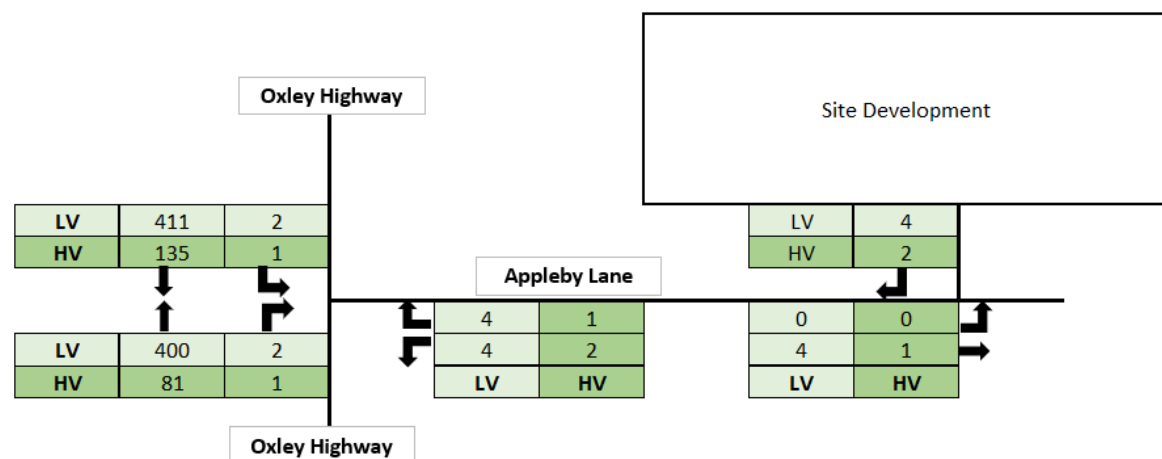 Oxley Highway
Site Development
LV 411 2
HV 135 1
LV 4
HV 2
Appleby Lane
4 1
4 2
LV HV
0 0
4 1
LV HV
LV 400 2
HV 81 1
Oxley Highway